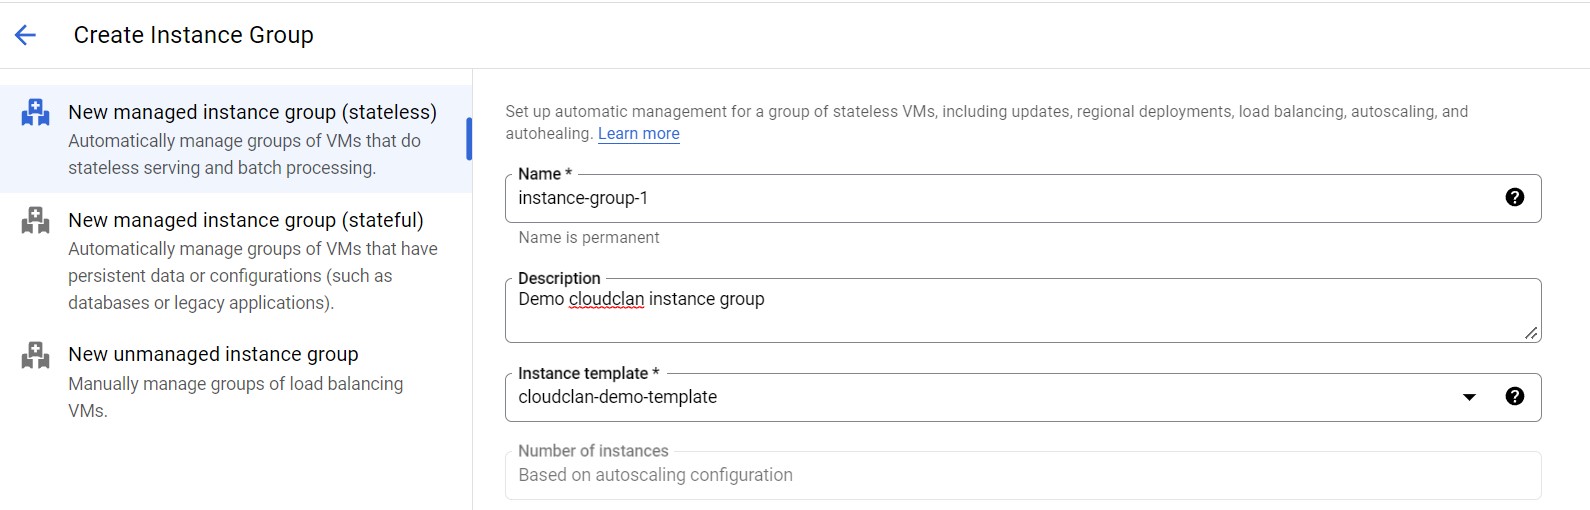 Create Instance Group
New managed instance group (stateless)
Automatically manage groups of VMs that do
stateless serving and batch processing.
New managed instance group (stateful)
Automatically manage groups of VMs that have
persistent data or configurations (such as
databases or legacy applications).
New unmanaged instance group
Manually manage groups of load balancing
VMs.
Set up automatic management for a group of stateless VMs, including updates, regional deployments, load balancing, autoscaling, and
autohealing. Learn more
Name *
instance-group-1
Name is permanent
Description
Demo cloudclan instance group
Instance template *
cloudclan-demo-template
Number of instances
Based on autoscaling configuration